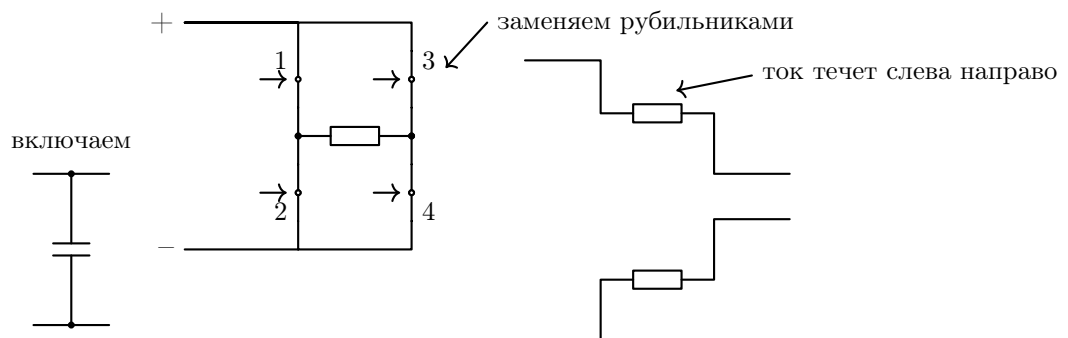 +
заменяем рубильниками
1
3
ток течет слева направо
включаем
2
4
−